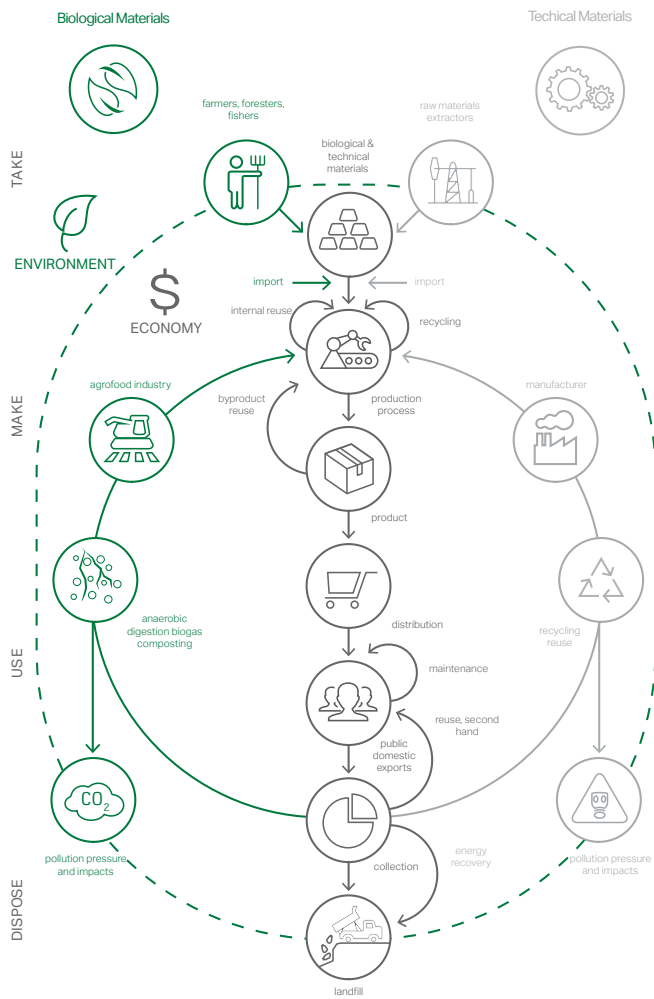 Biological Materials
Techical Materials
farmers, foresters,
fishers
raw materials
extractors
biological &
technical
materials
TAKE
ENVIRONMENT
$
ECONOMY
import
import
internal reuse
recycling
agrofood industry
byproduct
reuse
production
process
manufacturer
MAKE
product
anaerobic
digestion biogas
composting
distribution
recycling
reuse
USE
maintenance
reuse, second
hand
public
domestic
exports
CO2
pollution pressure
and impacts
collection
energy
recovery
pollution pressure
and impacts
DISPOSE
landfill